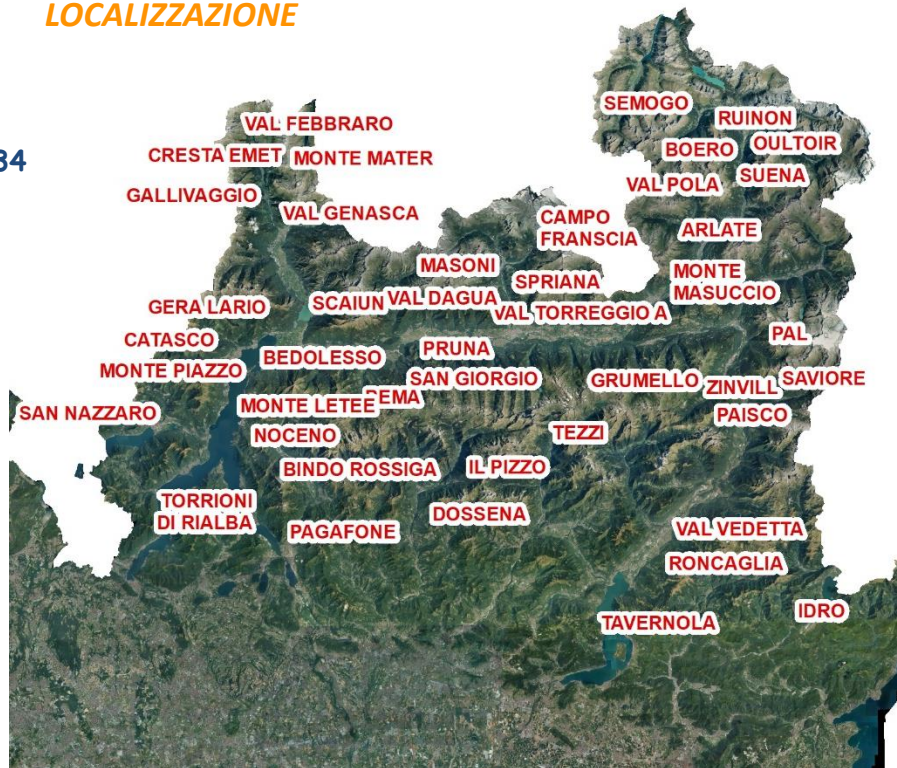 LOCALIZZAZIONE
34
SEMOGO
RUINON
VAL FEBBRARO
BOERO
OULTOIR
CRESTA EMET
MONTE MATER
SUENA
VAL POLA
GALLIVAGGIO
VAL GENASCA
CAMPO
FRANSCIA
ARLATE
MASONI
MONTE
MASUCCIO
SPRIANA
GERA LARIO
SCAIUN
VAL DAGUA
VAL TORREGGIO A
CATASCO
PAL
BEDOLESSO
PRUNA
MONTE PIAZZO
SAN GIORGIO
GRUMELLO
ZINVILL
SAVIORE
SAN NAZZARO
MONTE LETEE
REMA
PAISCO
NOCENO
TEZZI
BINDO ROSSIGA
IL PIZZO
TORRIONI
DI RIALBA
DOSSENA
PAGAFONE
VAL VEDETTA
RONCAGLIA
TAVERNOLA
IDRO